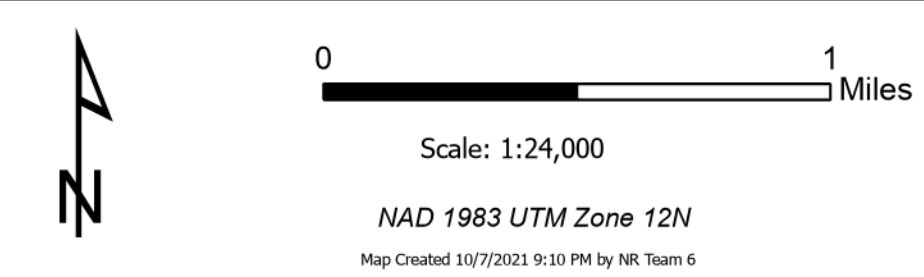 0 1
Miles
Scale: 1:24,000
N
NAD 1983 UTM Zone 12N
Map Created 10/7/2021 9:10 PM by NR Team 6